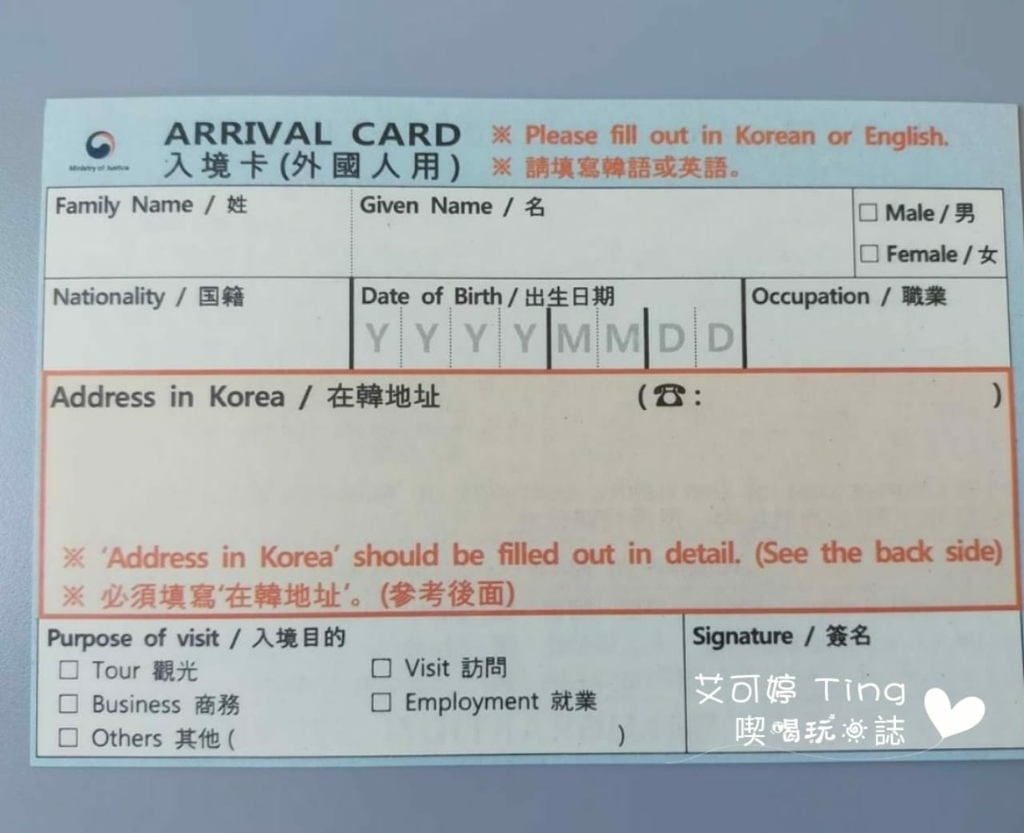 ARRIVAL CARD ※ Please fill out in Korean or English.
入境卡(外國人用) ※ 請填寫韓語或英語。
Ministry of Justice
Family Name / 姓 Given Name / 名 □ Male / 男
□ Female / 女
Nationality / 国籍 Date of Birth / 出生日期 Occupation / 職業
Y Y Y Y M M D D
Address in Korea / 在韓地址 (☎: )
※ 'Address in Korea' should be filled out in detail. (See the back side)
※ 必須填寫'在韓地址'。(參考後面)
Purpose of visit / 入境目的 Signature / 簽名
□ Tour 觀光 □ Visit 訪問
□ Business 商務 □ Employment 就業
□ Others 其他 ( )
艾可婷 Ting
喫喝玩樂誌